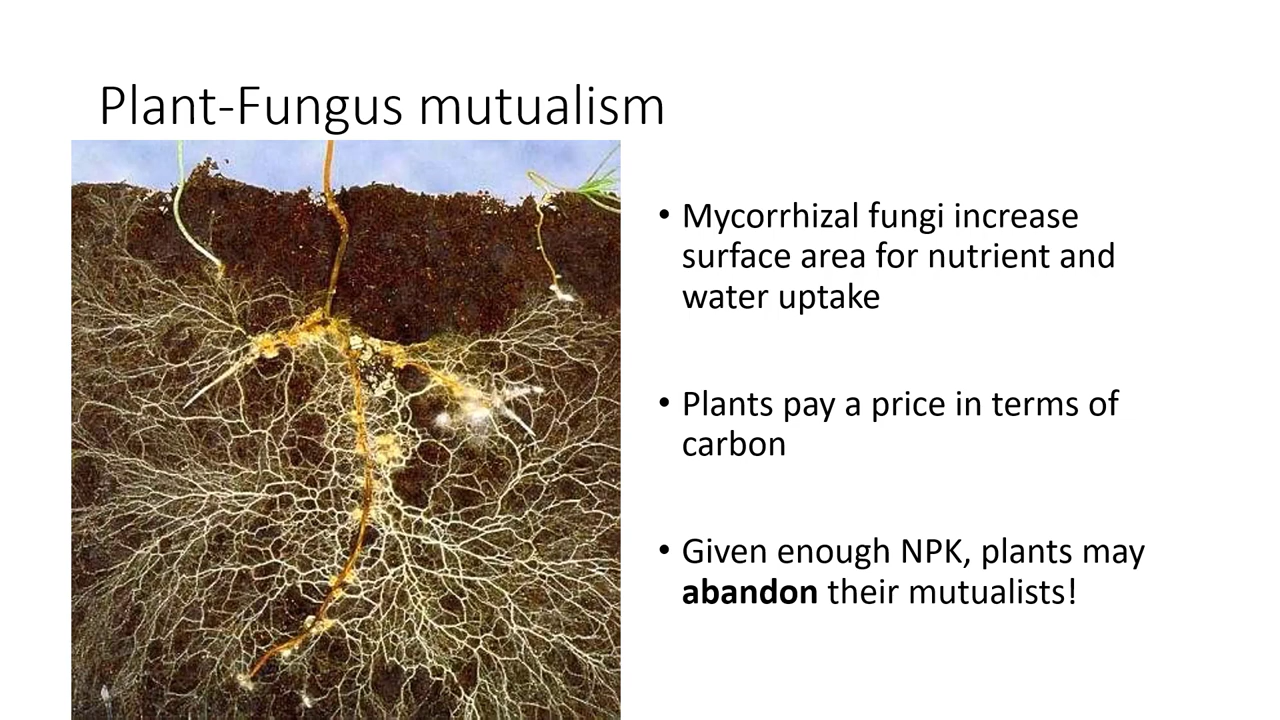 Plant-Fungus mutualism
• Mycorrhizal fungi increase
surface area for nutrient and
water uptake
• Plants pay a price in terms of
carbon
• Given enough NPK, plants may
abandon their mutualists!